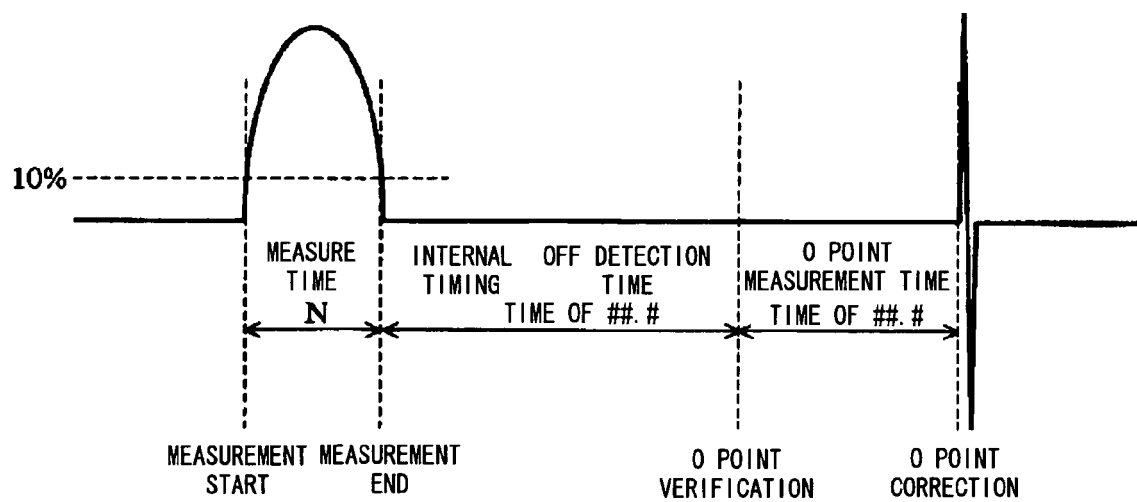 10%
MEASURE
TIME
N
INTERNAL
TIMING
OFF DETECTION
TIME
TIME OF ##.#
0 POINT
MEASUREMENT TIME
TIME OF ##.#
MEASUREMENT
START
MEASUREMENT
END
0 POINT
VERIFICATION
0 POINT
CORRECTION